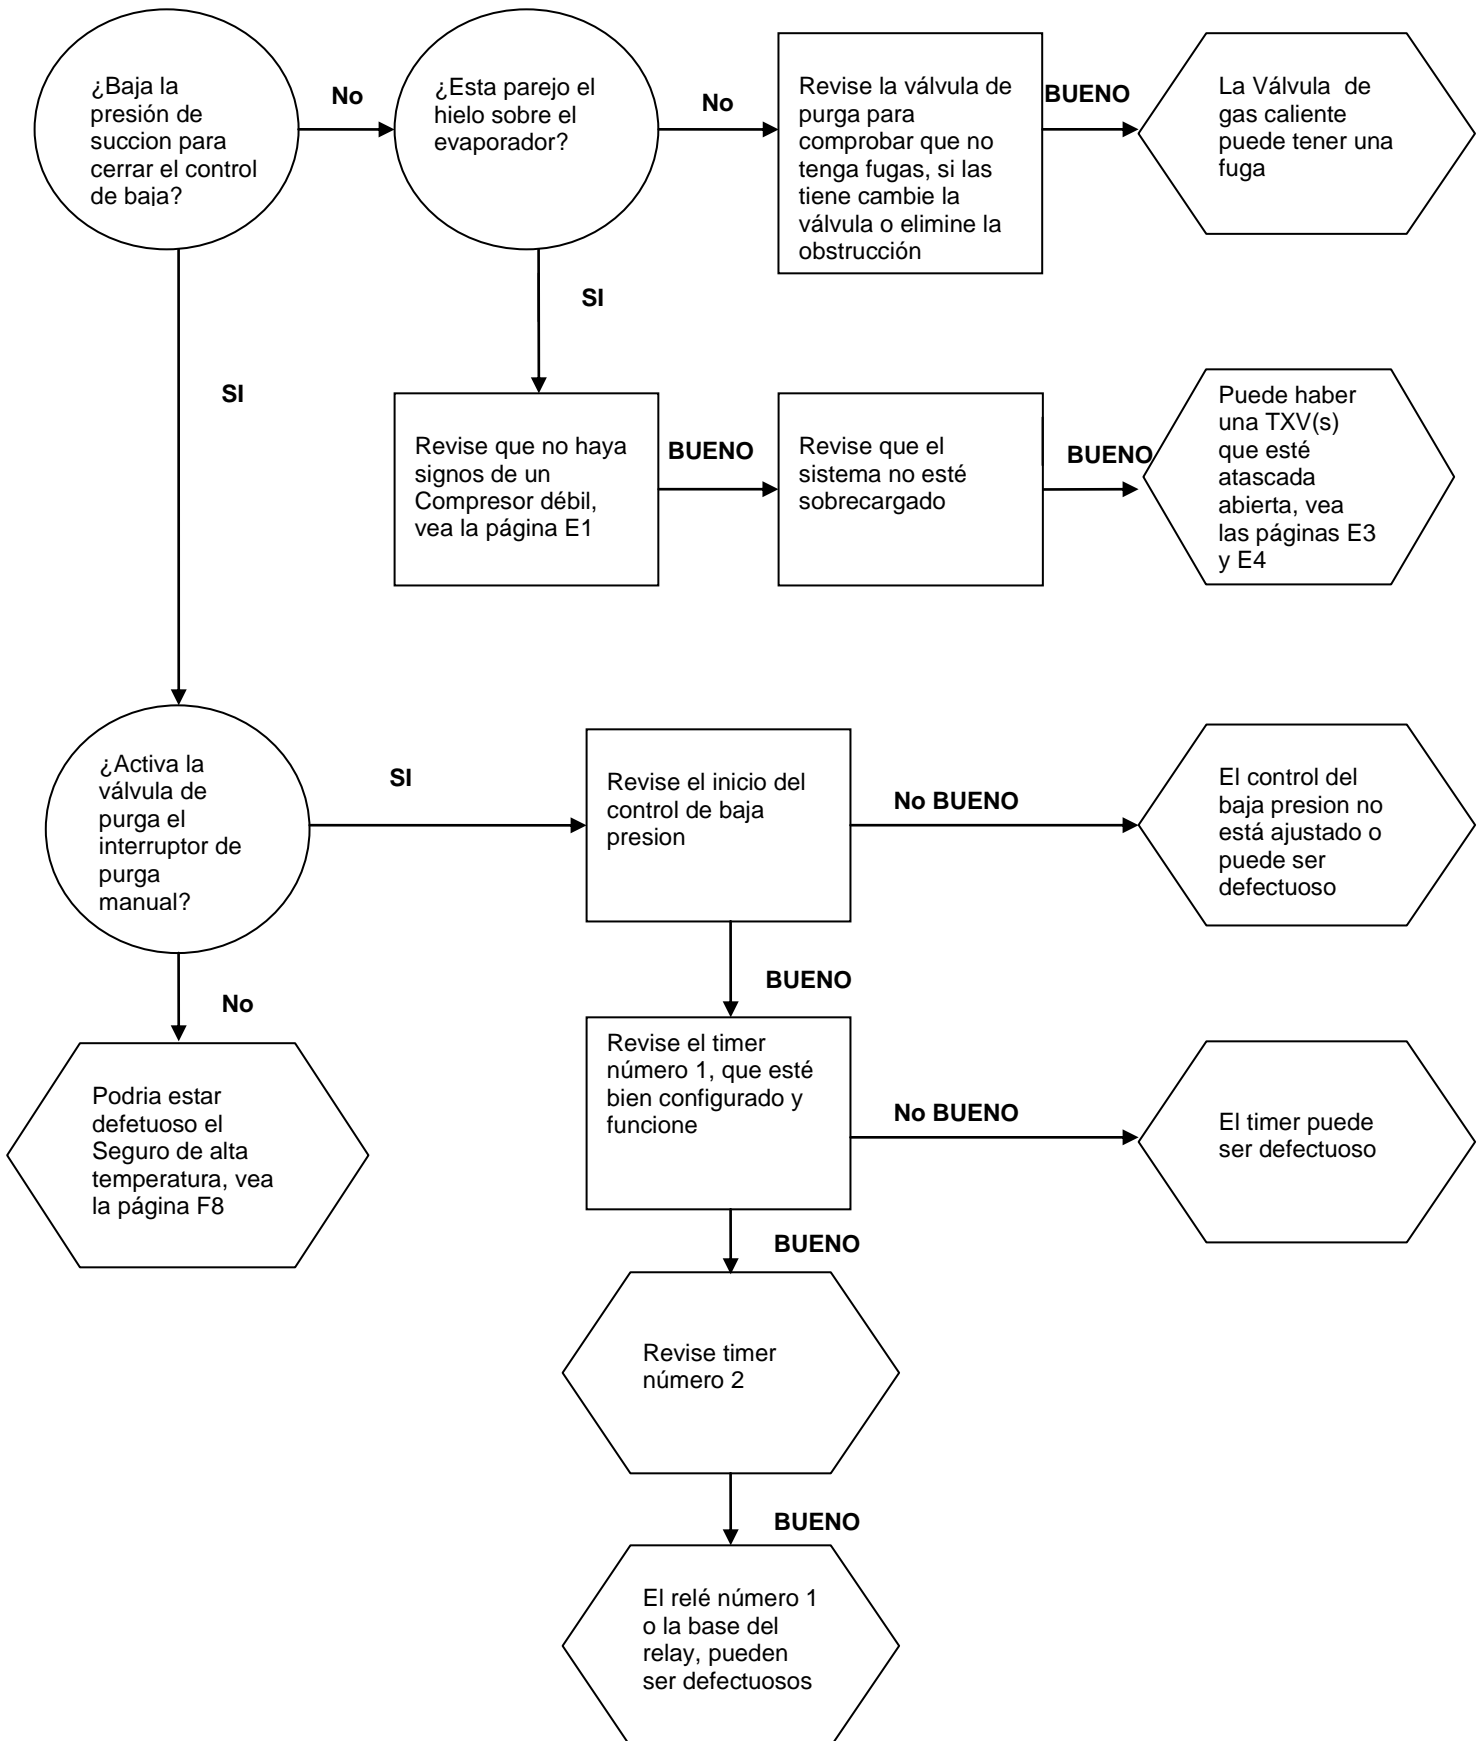 ¿Baja la
presión de
succion para
cerrar el control
de baja?
No
¿Esta parejo el
hielo sobre el
evaporador?
No
Revise la válvula de
purga para
comprobar que no
tenga fugas, si las
tiene cambie la
válvula o elimine la
obstrucción
BUENO
La Válvula de
gas caliente
puede tener una
fuga
SI
SI
Revise que no haya
signos de un
Compresor débil,
vea la página E1
BUENO
Revise que el
sistema no esté
sobrecargado
BUENO
Puede haber
una TXV(s)
que esté
atascada
abierta, vea
las páginas E3
y E4
¿Activa la
válvula de
purga el
interruptor de
purga
manual?
SI
Revise el inicio del
control de baja
presion
No BUENO
El control del
baja presion no
está ajustado o
puede ser
defectuoso
No
BUENO
Podria estar
defetuoso el
Seguro de alta
temperatura, vea
la página F8
Revise el timer
número 1, que esté
bien configurado y
funcione
No BUENO
El timer puede
ser defectuoso
BUENO
Revise timer
número 2
BUENO
El relé número 1
o la base del
relay, pueden
ser defectuosos